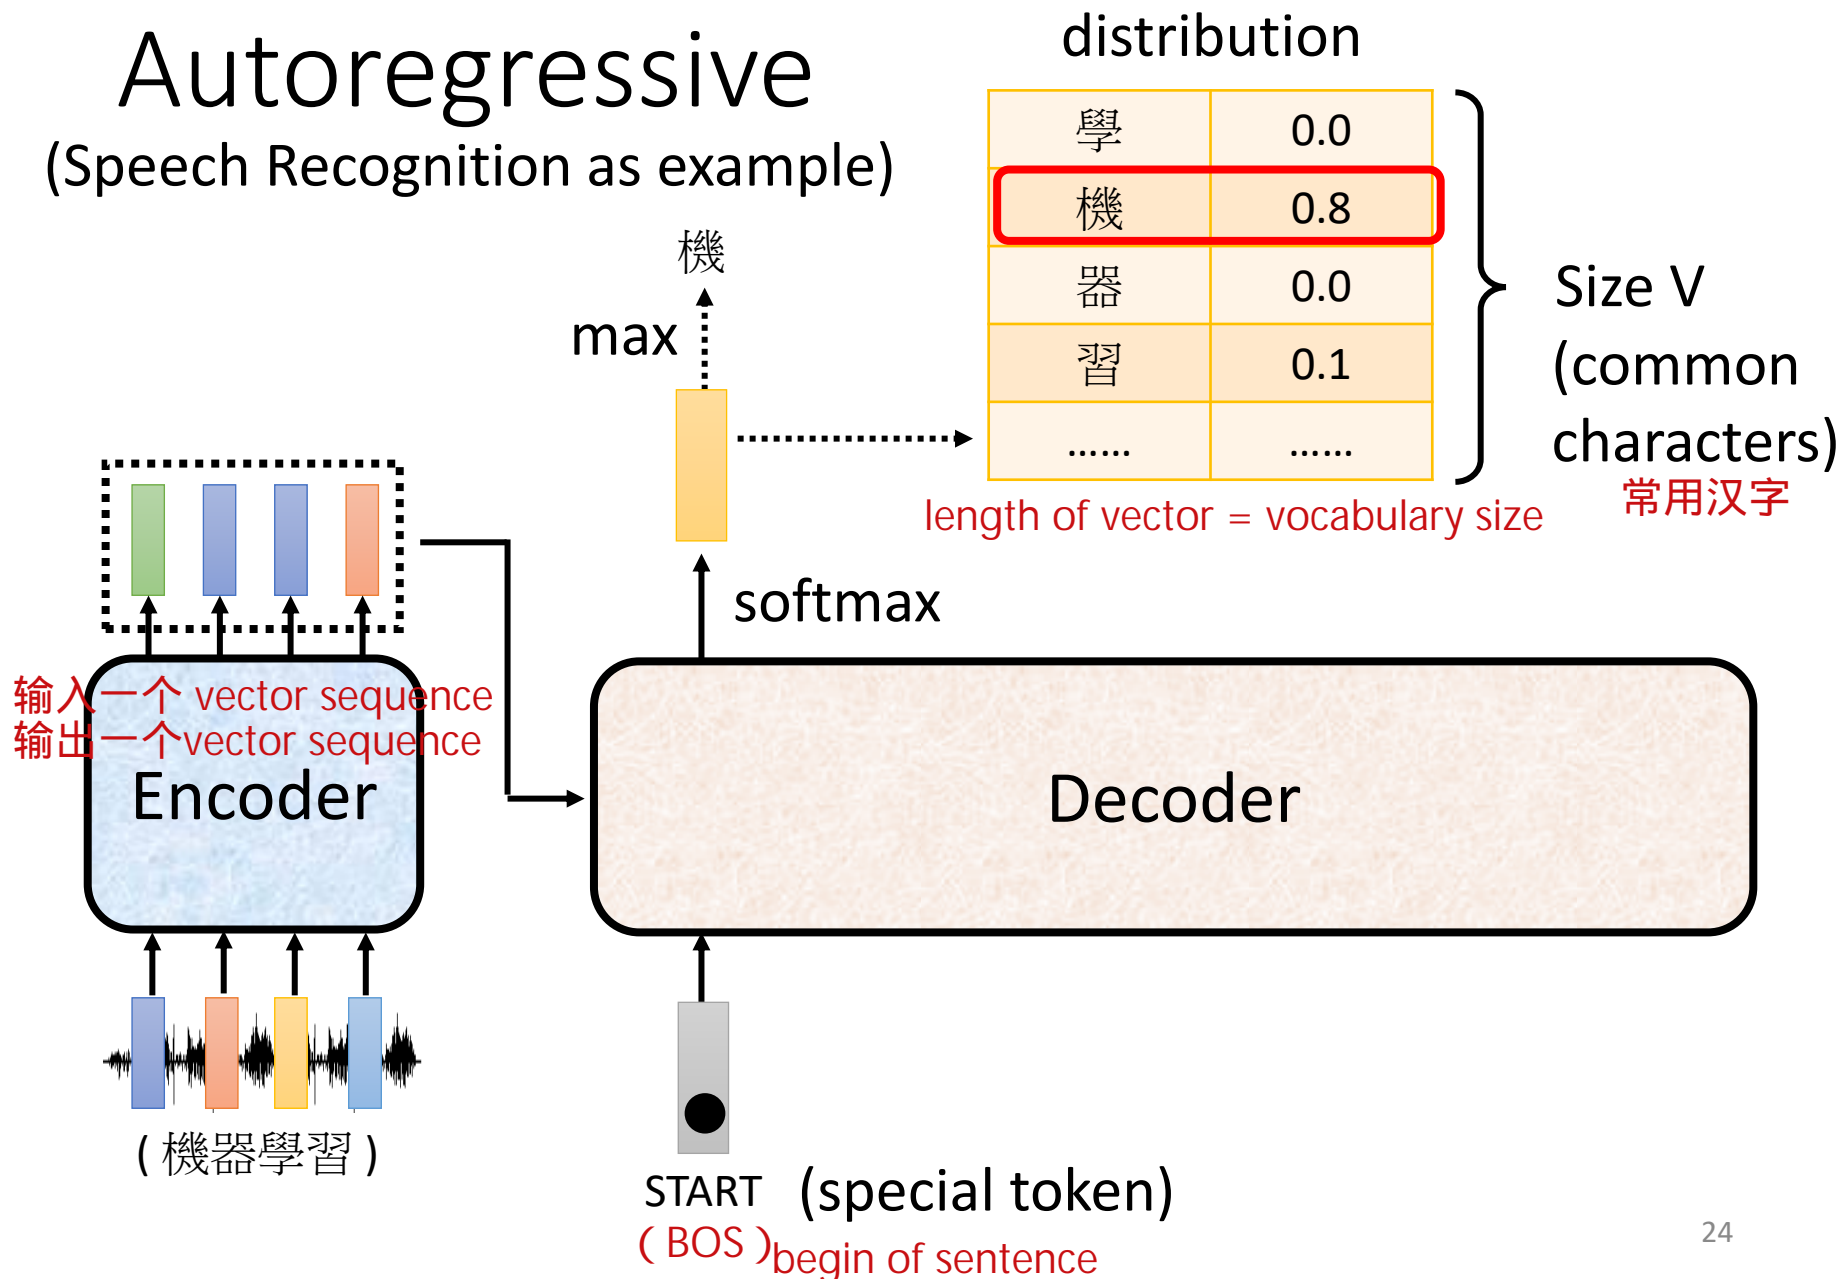 Autoregressive
(Speech Recognition as example)
distribution
學 0.0
機 0.8
器 0.0
習 0.1
...... ......
Size V
(common
characters)
常用汉字
length of vector = vocabulary size
機
max
softmax
输入一个 vector sequence
输出一个vector sequence
Encoder
Decoder
( 機器學習 )
START (special token)
( BOS ) begin of sentence
24